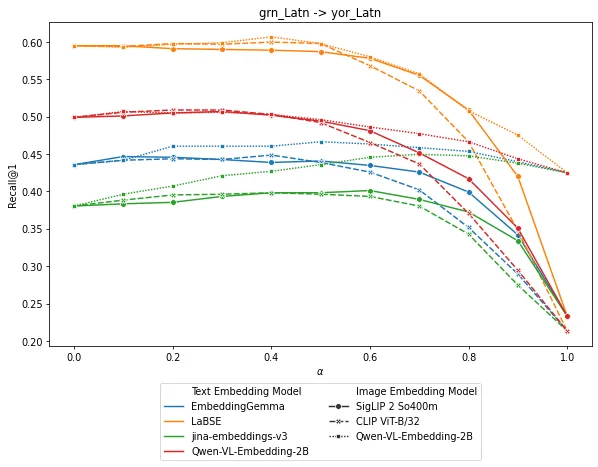 grn_Latn -> yor_Latn
Recall@1
0.60
0.55
0.50
0.45
0.40
0.35
0.30
0.25
0.20
0.0 0.2 0.4 0.6 0.8 1.0
α
Text Embedding Model
EmbeddingGemma
LaBSE
jina-embeddings-v3
Qwen-VL-Embedding-2B
Image Embedding Model
SigLIP 2 So400m
CLIP ViT-B/32
Qwen-VL-Embedding-2B